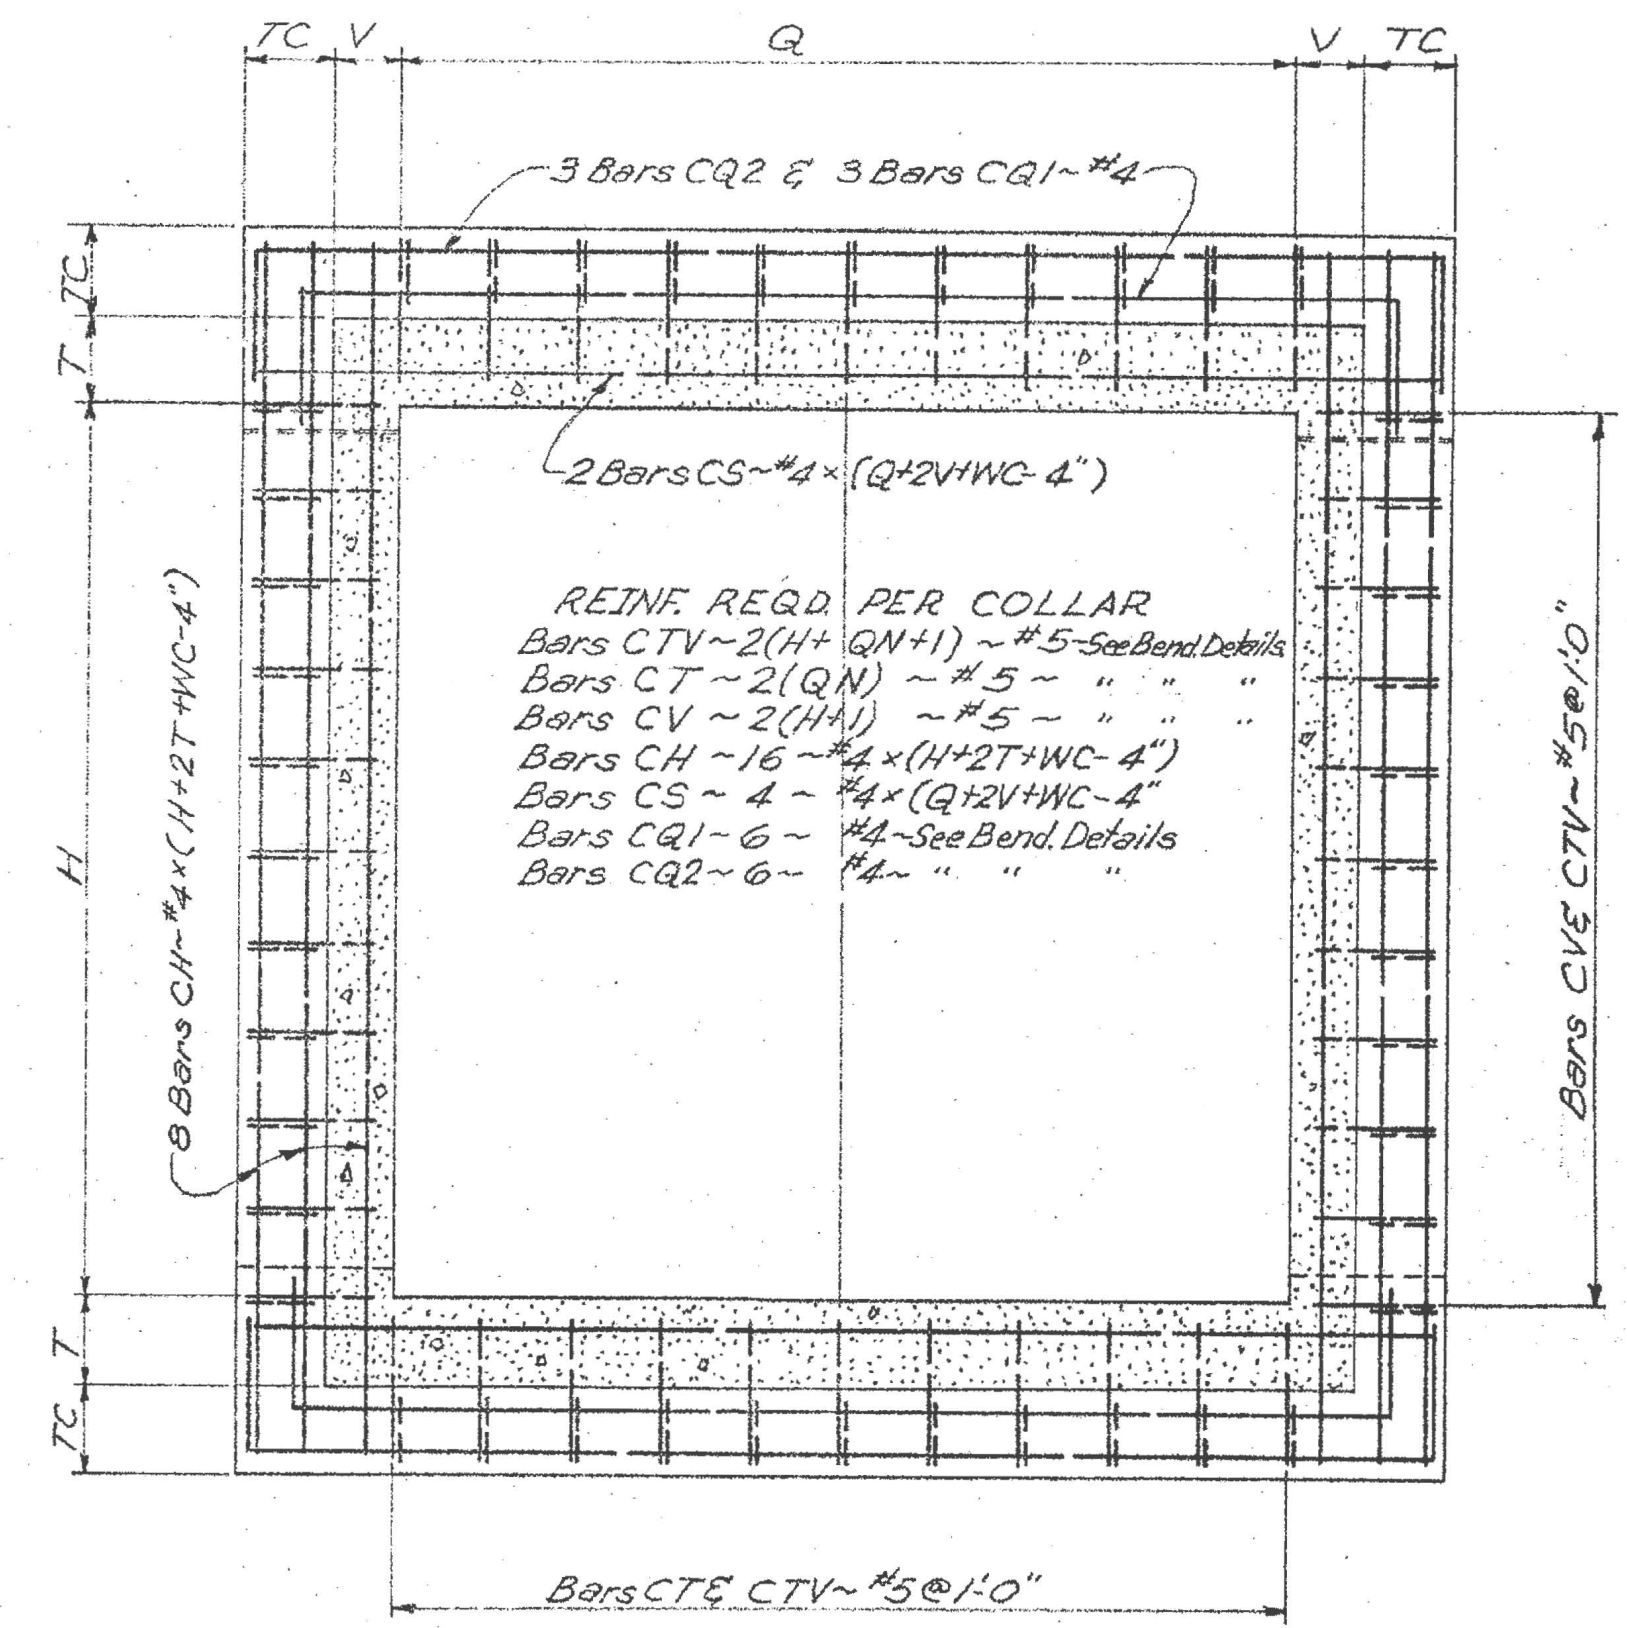 TC V Q V TC
3 Bars CQ2 & 3 Bars CQ1~#4
TC
T
2 Bars CS~#4×(Q+2V+WC-4")
8 Bars CH~#4×(H+2T+WC-4")
H
REINF. REQD. PER COLLAR
Bars CTV~2(H+ QN+1) ~#5-See Bend. Details
Bars CT ~2(QN) ~#5~ " " "
Bars CV ~2(H+1) ~#5~ " " "
Bars CH ~16~#4×(H+2T+WC-4")
Bars CS ~ 4 ~ #4×(Q+2V+WC-4"
Bars CQ1~6~ #4~See Bend. Details
Bars CQ2~6~ #4~ " " "
Bars CV& CTV~#5@1'-0"
T
TC
Bars CT& CTV~#5@1'-0"